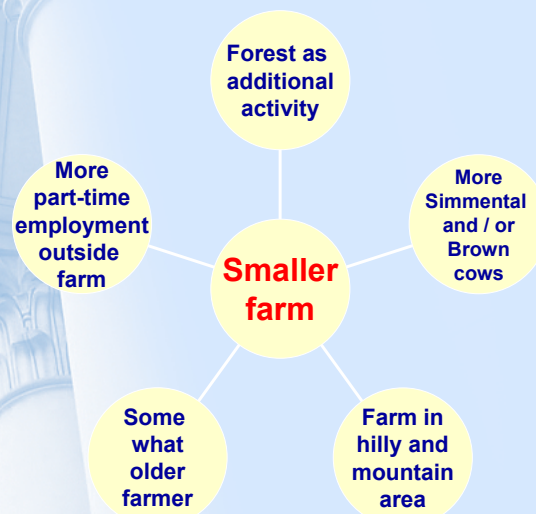 Forest as
additional
activity
More
part-time
employment
outside
farm
More
Simmental
and / or
Brown
cows
Smaller
farm
Some
what
older
farmer
Farm in
hilly and
mountain
area